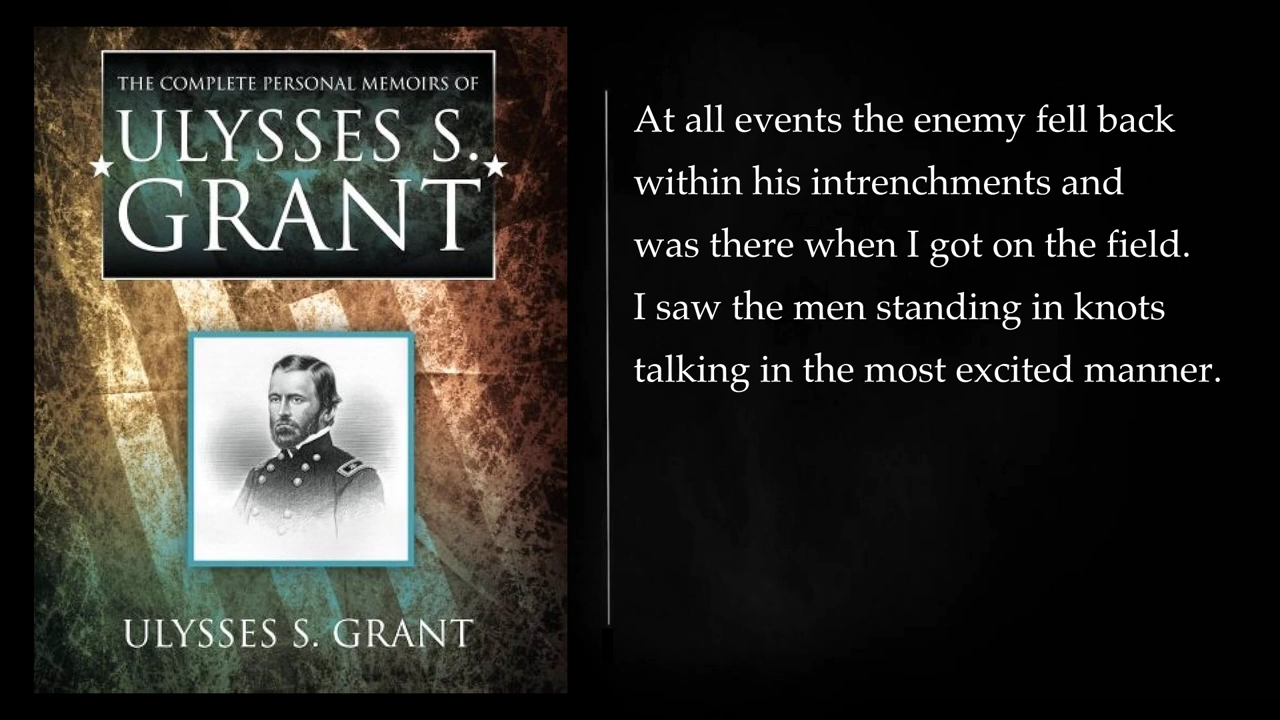 THE COMPLETE PERSONAL MEMOIRS OF
ULYSSES S.
GRANT
ULYSSES S. GRANT
At all events the enemy fell back
within his intrenchments and
was there when I got on the field.
I saw the men standing in knots
talking in the most excited manner.